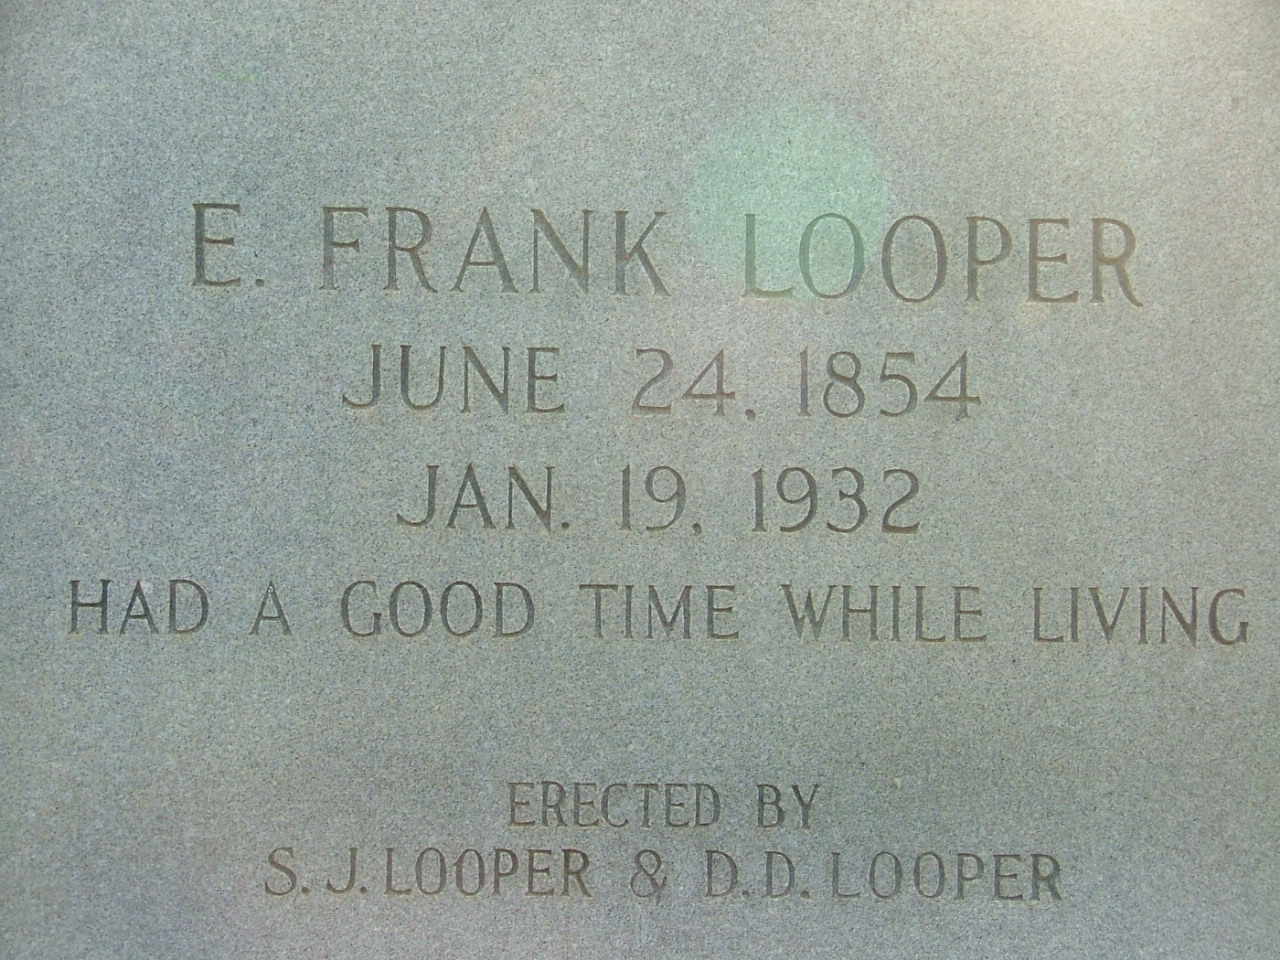 E. FRANK LOOPER
JUNE 24, 1854
JAN. 19, 1932
HAD A GOOD TIME WHILE LIVING
ERECTED BY
S. J. LOOPER & D. D. LOOPER